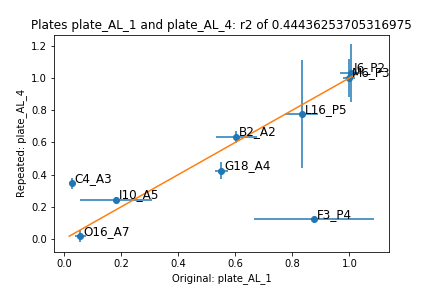 Plates plate_AL_1 and plate_AL_4: r2 of 0.44436253705316975
1.2
1.0
0.8
0.6
0.4
0.2
0.0
Repeated: plate_AL_4
J6_P2
M6_P3
L16_P5
B2_A2
G18_A4
C4_A3
I10_A5
F3_P4
O16_A7
0.0 0.2 0.4 0.6 0.8 1.0
Original: plate_AL_1